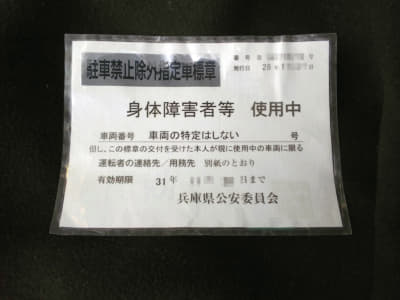 番号 第 号
駐車禁止除外指定車標章
発行日 28年1 日
身体障害者等 使用中
車両番号 車両の特定はしない 号
但し、この標章の交付を受けた本人が現に使用中の車両に限る
運転者の連絡先/用務先 別紙のとおり
有効期限 31年 日まで
兵庫県公安委員会